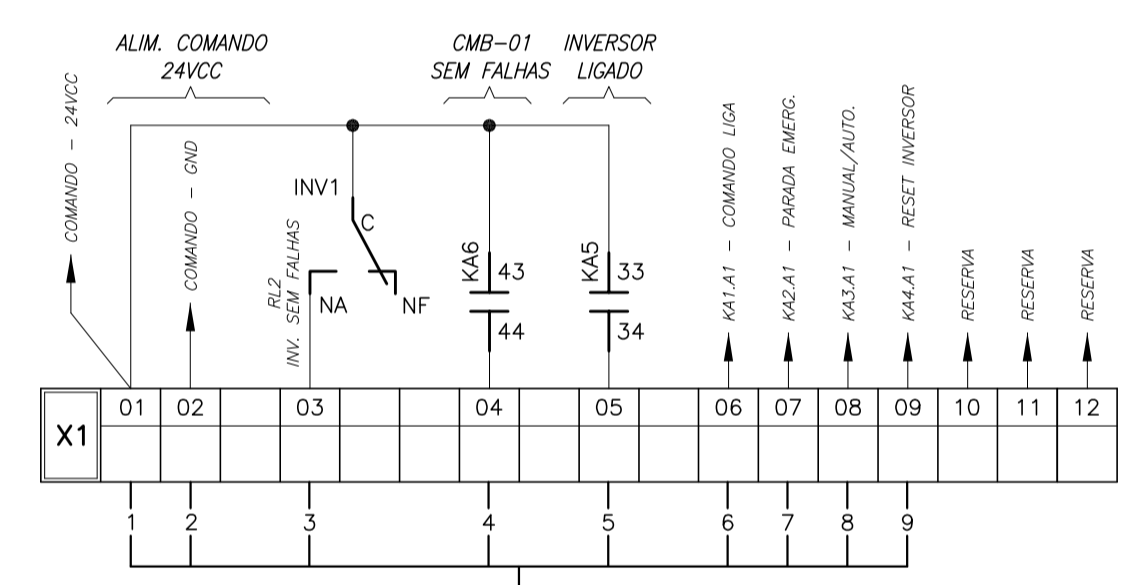 ALIM. COMANDO
24VCC
CMB-01
SEM FALHAS
INVERSOR
LIGADO
COMANDO - 24VCC
COMANDO - GND
RL2
INV. SEM FALHAS
INV1
C
NA
NF
KA6
43
44
KA5
33
34
KA1.A1 - COMANDO LIGA
KA2.A1 - PARADA EMERG.
KA3.A1 - MANUAL/AUTO.
KA4.A1 - RESET INVERSOR
RESERVA
RESERVA
RESERVA
X1
01 02 03 04 05 06 07 08 09 10 11 12
1 2 3 4 5 6 7 8 9